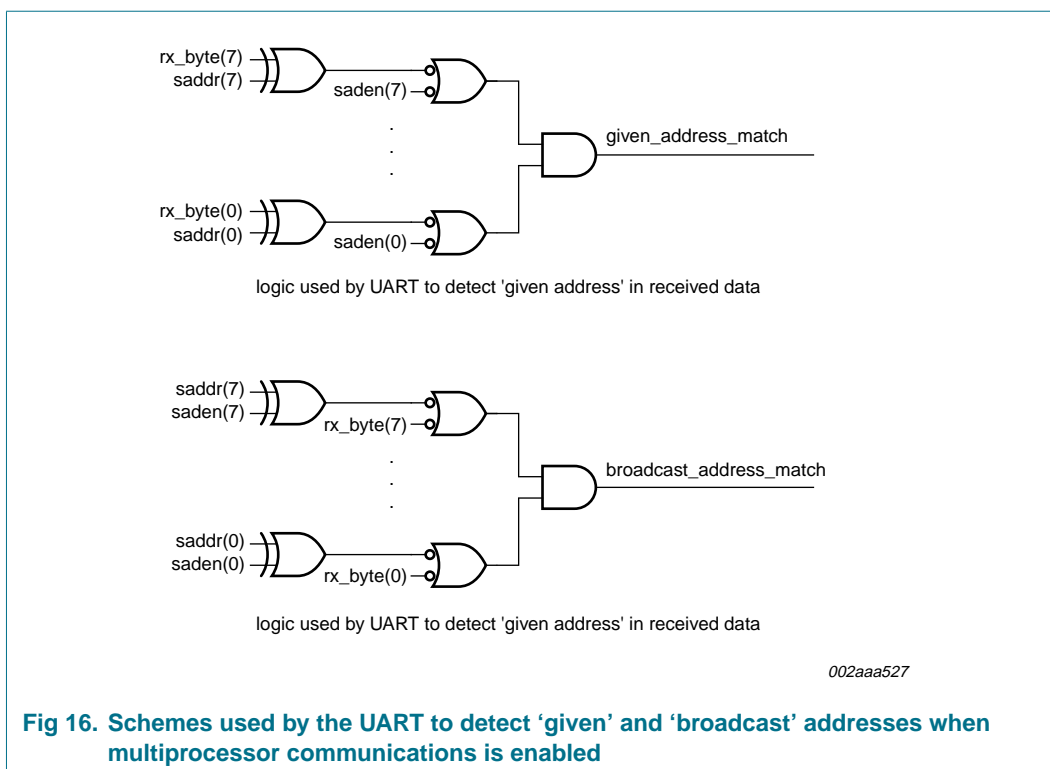 rx_byte(7)
saddr(7)
saden(7)
.
.
.
given_address_match
rx_byte(0)
saddr(0)
saden(0)
logic used by UART to detect 'given address' in received data
saddr(7)
saden(7)
rx_byte(7)
.
.
.
broadcast_address_match
saddr(0)
saden(0)
rx_byte(0)
logic used by UART to detect 'given address' in received data
002aaa527
Fig 16. Schemes used by the UART to detect ‘given’ and ‘broadcast’ addresses when
multiprocessor communications is enabled